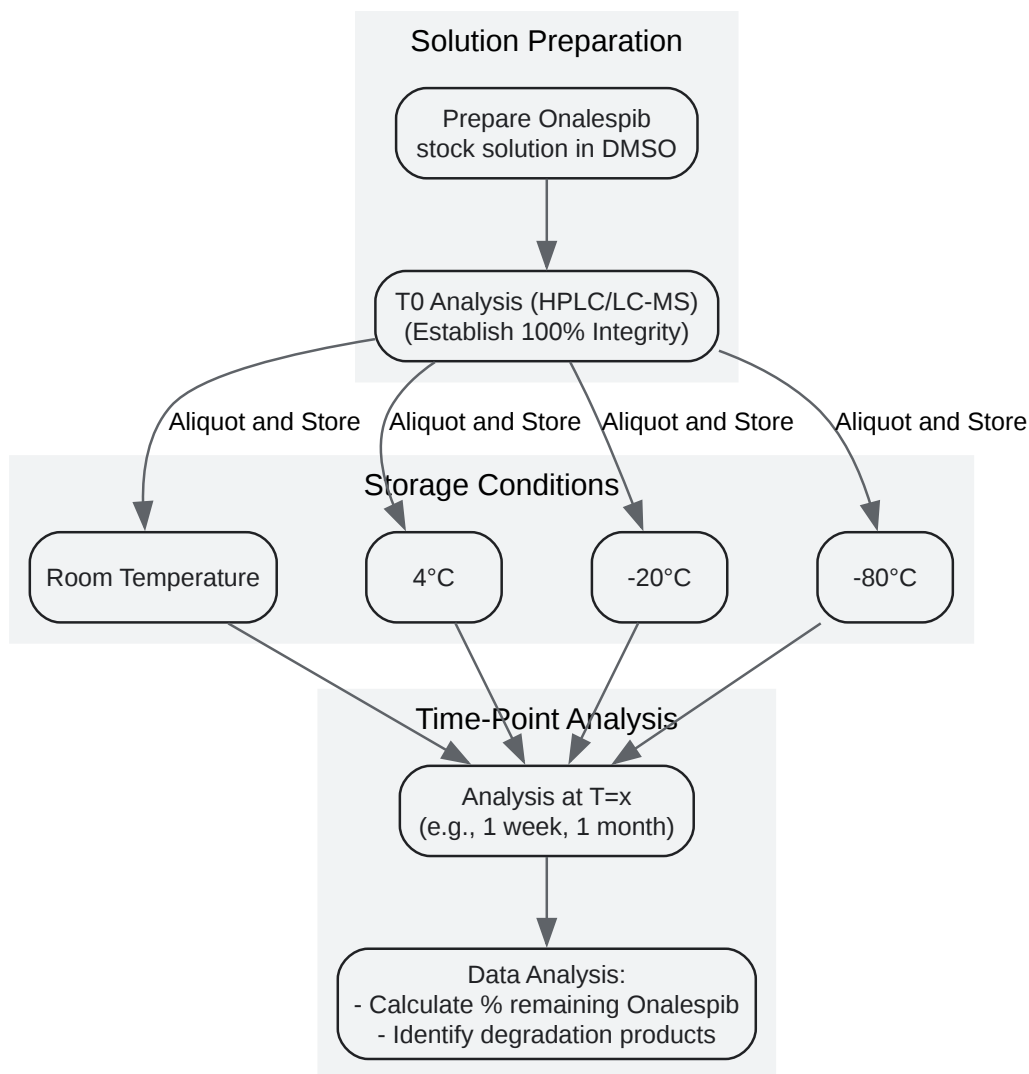 Solution Preparation
Prepare Onalespib
stock solution in DMSO
T0 Analysis (HPLC/LC-MS)
(Establish 100% Integrity)
Aliquot and Store
Aliquot and Store
Aliquot and Store
Aliquot and Store
Storage Conditions
Room Temperature
4°C
-20°C
-80°C
Time-Point Analysis
Analysis at T=x
(e.g., 1 week, 1 month)
Data Analysis:
- Calculate % remaining Onalespib
- Identify degradation products